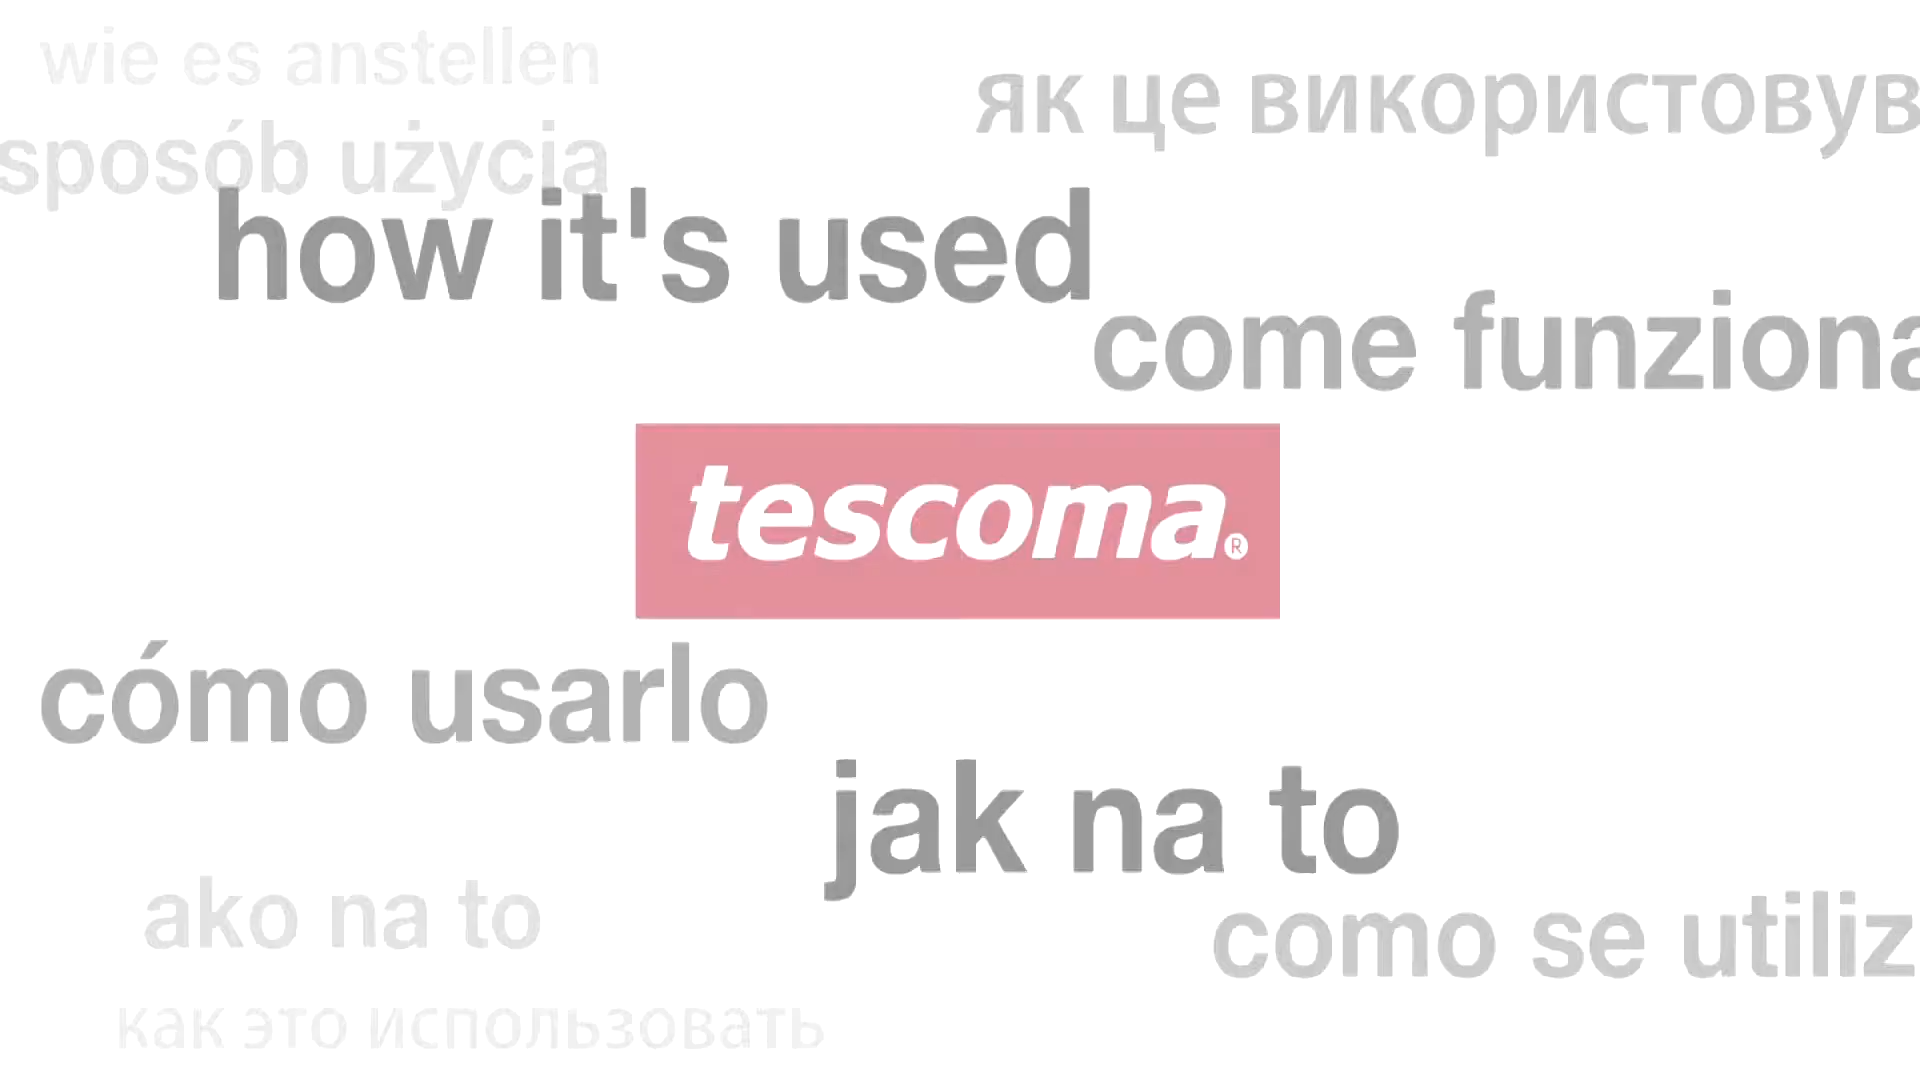 wie es anstellen
як це використовув
sposób użycia
how it's used
come funziona
tescoma.®
cómo usarlo
jak na to
ako na to
como se utiliz
как это использовать